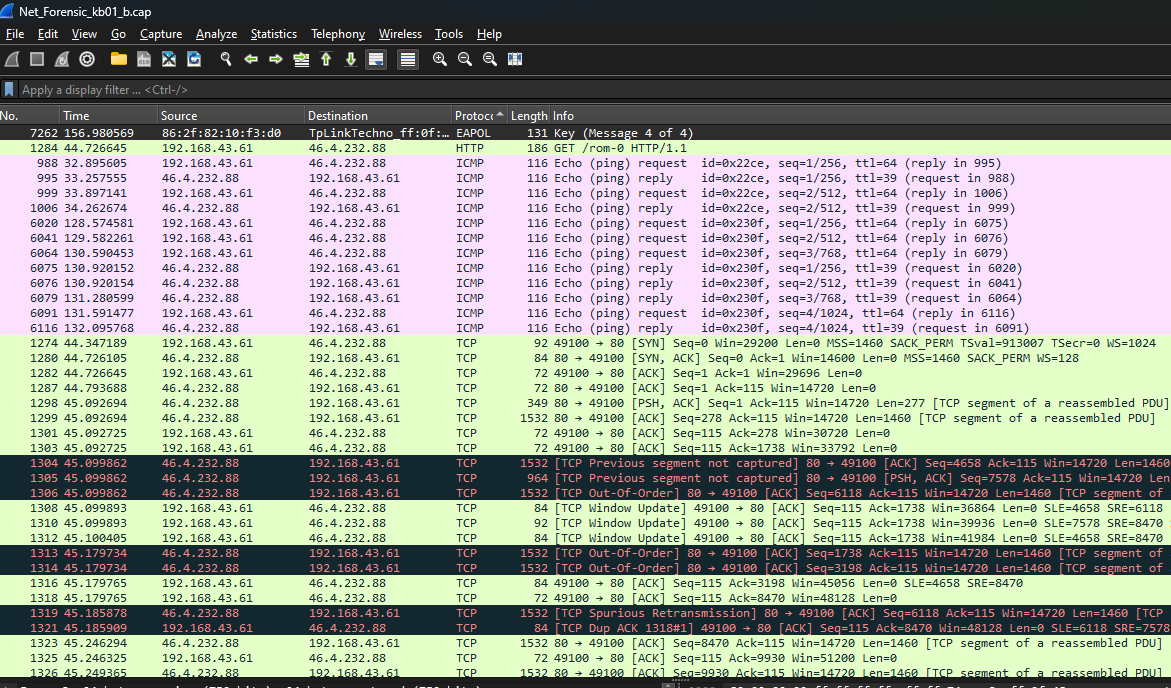 Net_Forensic_kb01_b.cap
File Edit View Go Capture Analyze Statistics Telephony Wireless Tools Help
Apply a display filter ... <Ctrl-/>
No. Time Source Destination Protoc Length Info
7262 156.980569 86:2f:82:10:f3:d0 TpLinkTechno_ff:0f:… EAPOL 131 Key (Message 4 of 4)
1284 44.726645 192.168.43.61 46.4.232.88 HTTP 186 GET /rom-0 HTTP/1.1
988 32.895605 192.168.43.61 46.4.232.88 ICMP 116 Echo (ping) request id=0x22ce, seq=1/256, ttl=64 (reply in 995)
995 33.257555 46.4.232.88 192.168.43.61 ICMP 116 Echo (ping) reply id=0x22ce, seq=1/256, ttl=39 (request in 988)
999 33.897141 192.168.43.61 46.4.232.88 ICMP 116 Echo (ping) request id=0x22ce, seq=2/512, ttl=64 (reply in 1006)
1006 34.262674 46.4.232.88 192.168.43.61 ICMP 116 Echo (ping) reply id=0x22ce, seq=2/512, ttl=39 (request in 999)
6020 128.574581 192.168.43.61 46.4.232.88 ICMP 116 Echo (ping) request id=0x230f, seq=1/256, ttl=64 (reply in 6075)
6041 129.582261 192.168.43.61 46.4.232.88 ICMP 116 Echo (ping) request id=0x230f, seq=2/512, ttl=64 (reply in 6076)
6064 130.590453 192.168.43.61 46.4.232.88 ICMP 116 Echo (ping) request id=0x230f, seq=3/768, ttl=64 (reply in 6079)
6075 130.920152 46.4.232.88 192.168.43.61 ICMP 116 Echo (ping) reply id=0x230f, seq=1/256, ttl=39 (request in 6020)
6076 130.920154 46.4.232.88 192.168.43.61 ICMP 116 Echo (ping) reply id=0x230f, seq=2/512, ttl=39 (request in 6041)
6079 131.280599 46.4.232.88 192.168.43.61 ICMP 116 Echo (ping) reply id=0x230f, seq=3/768, ttl=39 (request in 6064)
6091 131.591477 192.168.43.61 46.4.232.88 ICMP 116 Echo (ping) request id=0x230f, seq=4/1024, ttl=64 (reply in 6116)
6116 132.095768 46.4.232.88 192.168.43.61 ICMP 116 Echo (ping) reply id=0x230f, seq=4/1024, ttl=39 (request in 6091)
1274 44.347189 192.168.43.61 46.4.232.88 TCP 92 49100 → 80 [SYN] Seq=0 Win=29200 Len=0 MSS=1460 SACK_PERM TSval=913007 TSecr=0 WS=1024
1280 44.726105 46.4.232.88 192.168.43.61 TCP 84 80 → 49100 [SYN, ACK] Seq=0 Ack=1 Win=14600 Len=0 MSS=1460 SACK_PERM WS=128
1282 44.726645 192.168.43.61 46.4.232.88 TCP 72 49100 → 80 [ACK] Seq=1 Ack=1 Win=29696 Len=0
1287 44.793688 46.4.232.88 192.168.43.61 TCP 72 80 → 49100 [ACK] Seq=1 Ack=115 Win=14720 Len=0
1298 45.092694 46.4.232.88 192.168.43.61 TCP 349 80 → 49100 [PSH, ACK] Seq=1 Ack=115 Win=14720 Len=277 [TCP segment of a reassembled PDU]
1299 45.092694 46.4.232.88 192.168.43.61 TCP 1532 80 → 49100 [ACK] Seq=278 Ack=115 Win=14720 Len=1460 [TCP segment of a reassembled PDU]
1301 45.092725 192.168.43.61 46.4.232.88 TCP 72 49100 → 80 [ACK] Seq=115 Ack=278 Win=30720 Len=0
1303 45.092725 192.168.43.61 46.4.232.88 TCP 72 49100 → 80 [ACK] Seq=115 Ack=1738 Win=33792 Len=0
1304 45.099862 46.4.232.88 192.168.43.61 TCP 1532 [TCP Previous segment not captured] 80 → 49100 [ACK] Seq=4658 Ack=115 Win=14720 Len=1460
1305 45.099862 46.4.232.88 192.168.43.61 TCP 964 [TCP Previous segment not captured] 80 → 49100 [PSH, ACK] Seq=7578 Ack=115 Win=14720 Len
1306 45.099862 46.4.232.88 192.168.43.61 TCP 1532 [TCP Out-Of-Order] 80 → 49100 [ACK] Seq=6118 Ack=115 Win=14720 Len=1460 [TCP segment of
1308 45.099893 192.168.43.61 46.4.232.88 TCP 84 [TCP Window Update] 49100 → 80 [ACK] Seq=115 Ack=1738 Win=36864 Len=0 SLE=4658 SRE=6118
1310 45.099893 192.168.43.61 46.4.232.88 TCP 92 [TCP Window Update] 49100 → 80 [ACK] Seq=115 Ack=1738 Win=39936 Len=0 SLE=7578 SRE=8470
1312 45.100405 192.168.43.61 46.4.232.88 TCP 84 [TCP Window Update] 49100 → 80 [ACK] Seq=115 Ack=1738 Win=41984 Len=0 SLE=4658 SRE=8470
1313 45.179734 46.4.232.88 192.168.43.61 TCP 1532 [TCP Out-Of-Order] 80 → 49100 [ACK] Seq=1738 Ack=115 Win=14720 Len=1460 [TCP segment of
1314 45.179734 46.4.232.88 192.168.43.61 TCP 1532 [TCP Out-Of-Order] 80 → 49100 [ACK] Seq=3198 Ack=115 Win=14720 Len=1460 [TCP segment of
1316 45.179765 192.168.43.61 46.4.232.88 TCP 84 49100 → 80 [ACK] Seq=115 Ack=3198 Win=45056 Len=0 SLE=4658 SRE=8470
1318 45.179765 192.168.43.61 46.4.232.88 TCP 72 49100 → 80 [ACK] Seq=115 Ack=8470 Win=48128 Len=0
1319 45.185878 46.4.232.88 192.168.43.61 TCP 1532 [TCP Spurious Retransmission] 80 → 49100 [ACK] Seq=6118 Ack=115 Win=14720 Len=1460 [TCP
1321 45.185909 192.168.43.61 46.4.232.88 TCP 84 [TCP Dup ACK 1318#1] 49100 → 80 [ACK] Seq=115 Ack=8470 Win=48128 Len=0 SLE=6118 SRE=7578
1323 45.246294 46.4.232.88 192.168.43.61 TCP 1532 80 → 49100 [ACK] Seq=8470 Ack=115 Win=14720 Len=1460 [TCP segment of a reassembled PDU]
1325 45.246325 192.168.43.61 46.4.232.88 TCP 72 49100 → 80 [ACK] Seq=115 Ack=9930 Win=51200 Len=0
1326 45.249365 46.4.232.88 192.168.43.61 TCP 1532 80 → 49100 [ACK] Seq=9930 Ack=115 Win=14720 Len=1460 [TCP segment of a reassembled PDU]